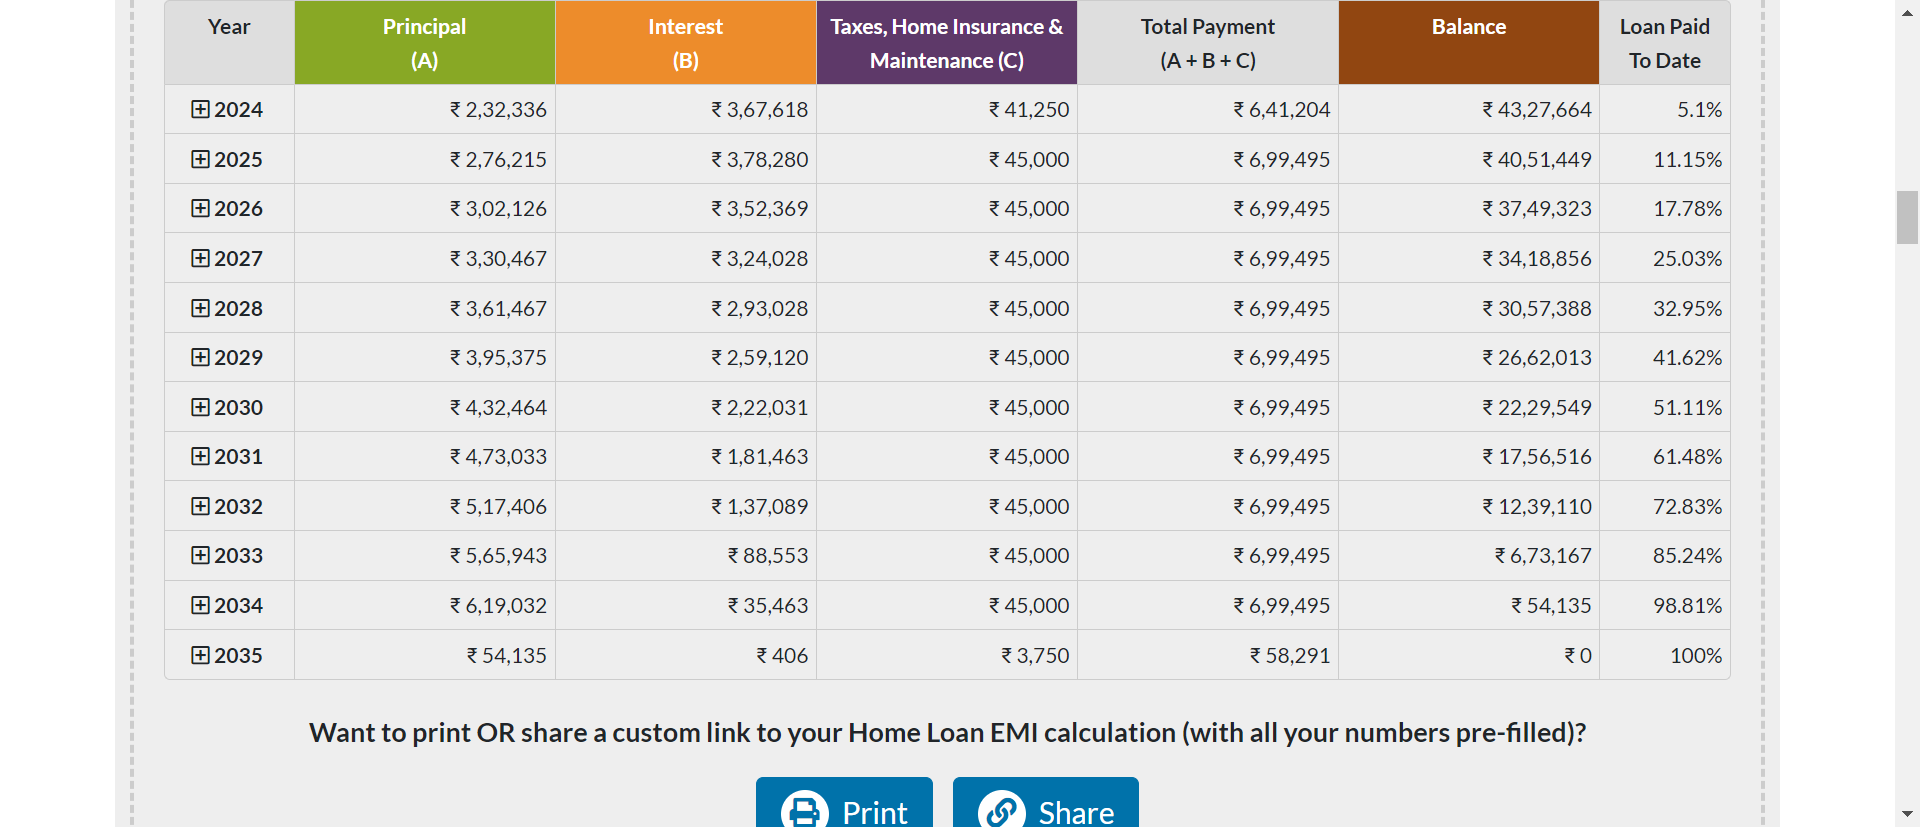 Year Principal (A) Interest (B) Taxes, Home Insurance & Maintenance (C) Total Payment (A + B + C) Balance Loan Paid To Date
2024 ₹ 2,32,336 ₹ 3,67,618 ₹ 41,250 ₹ 6,41,204 ₹ 43,27,664 5.1%
2025 ₹ 2,76,215 ₹ 3,78,280 ₹ 45,000 ₹ 6,99,495 ₹ 40,51,449 11.15%
2026 ₹ 3,02,126 ₹ 3,52,369 ₹ 45,000 ₹ 6,99,495 ₹ 37,49,323 17.78%
2027 ₹ 3,30,467 ₹ 3,24,028 ₹ 45,000 ₹ 6,99,495 ₹ 34,18,856 25.03%
2028 ₹ 3,61,467 ₹ 2,93,028 ₹ 45,000 ₹ 6,99,495 ₹ 30,57,388 32.95%
2029 ₹ 3,95,375 ₹ 2,59,120 ₹ 45,000 ₹ 6,99,495 ₹ 26,62,013 41.62%
2030 ₹ 4,32,464 ₹ 2,22,031 ₹ 45,000 ₹ 6,99,495 ₹ 22,29,549 51.11%
2031 ₹ 4,73,033 ₹ 1,81,463 ₹ 45,000 ₹ 6,99,495 ₹ 17,56,516 61.48%
2032 ₹ 5,17,406 ₹ 1,37,089 ₹ 45,000 ₹ 6,99,495 ₹ 12,39,110 72.83%
2033 ₹ 5,65,943 ₹ 88,553 ₹ 45,000 ₹ 6,99,495 ₹ 6,73,167 85.24%
2034 ₹ 6,19,032 ₹ 35,463 ₹ 45,000 ₹ 6,99,495 ₹ 54,135 98.81%
2035 ₹ 54,135 ₹ 406 ₹ 3,750 ₹ 58,291 ₹ 0 100%
Want to print OR share a custom link to your Home Loan EMI calculation (with all your numbers pre-filled)?
Print Share